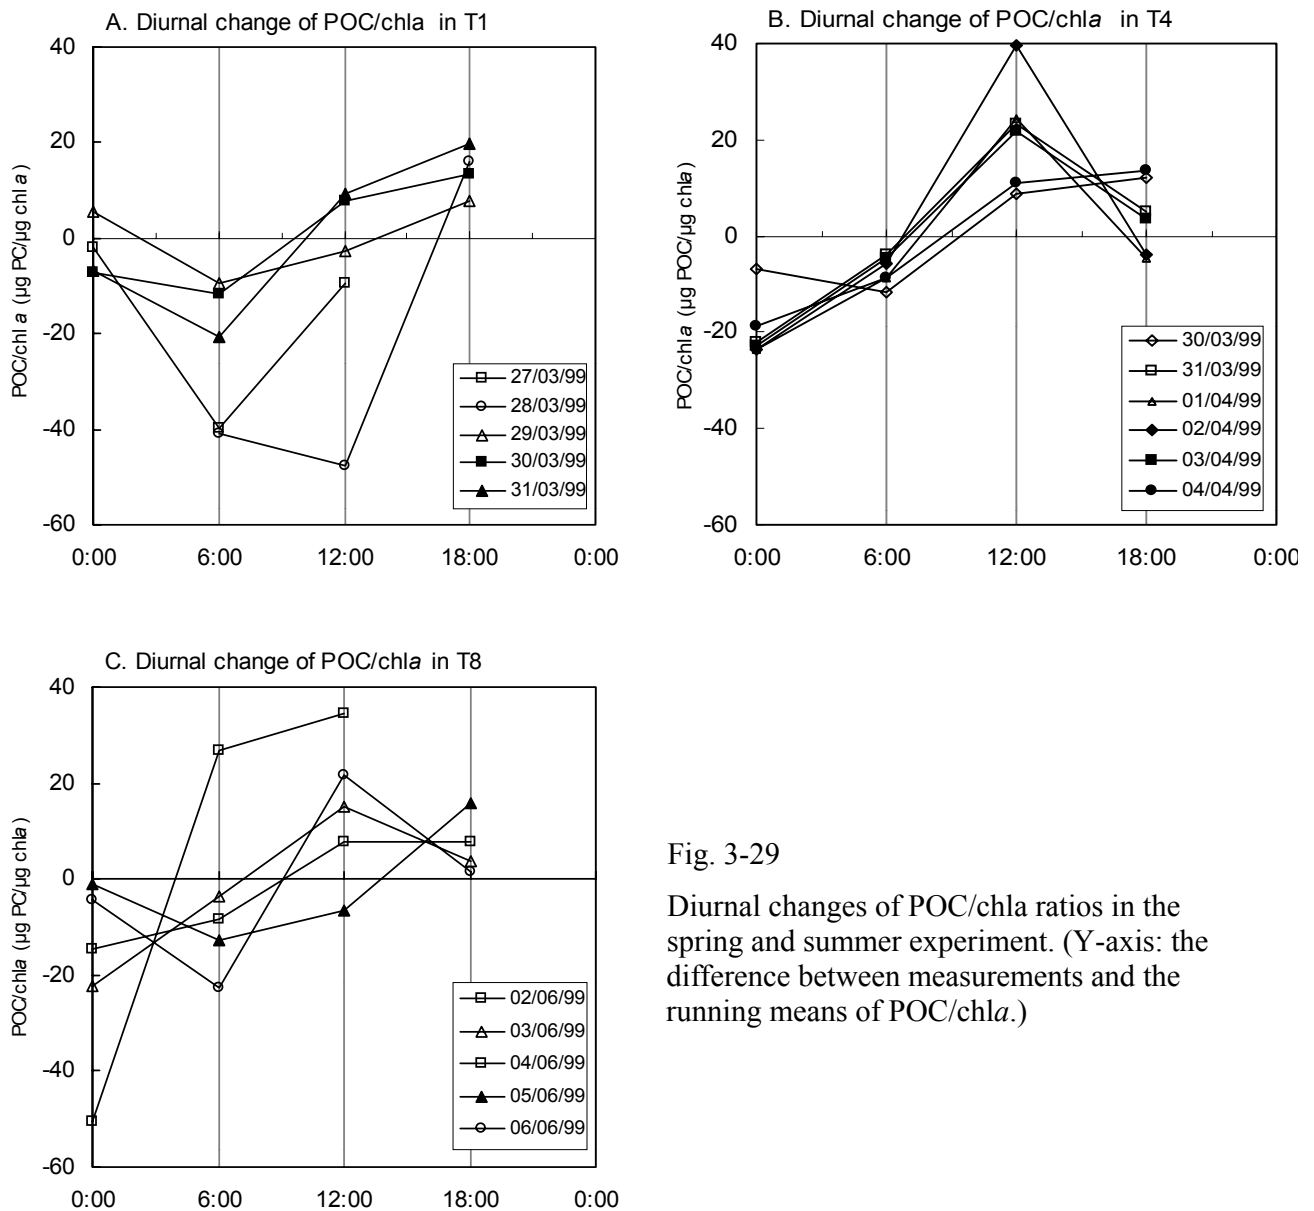 A. Diurnal change of POC/chla in T1
POC/chl a (µg PC/µg chl a)
40
20
0
-20
-40
-60
0:00 6:00 12:00 18:00 0:00
27/03/99
28/03/99
29/03/99
30/03/99
31/03/99
B. Diurnal change of POC/chla in T4
POC/chla (µg POC/µg chla)
40
20
0
-20
-40
-60
0:00 6:00 12:00 18:00 0:00
30/03/99
31/03/99
01/04/99
02/04/99
03/04/99
04/04/99
C. Diurnal change of POC/chla in T8
POC/chla (µg PC/µg chla)
40
20
0
-20
-40
-60
0:00 6:00 12:00 18:00 0:00
02/06/99
03/06/99
04/06/99
05/06/99
06/06/99
Fig. 3-29
Diurnal changes of POC/chla ratios in the
spring and summer experiment. (Y-axis: the
difference between measurements and the
running means of POC/chla.)